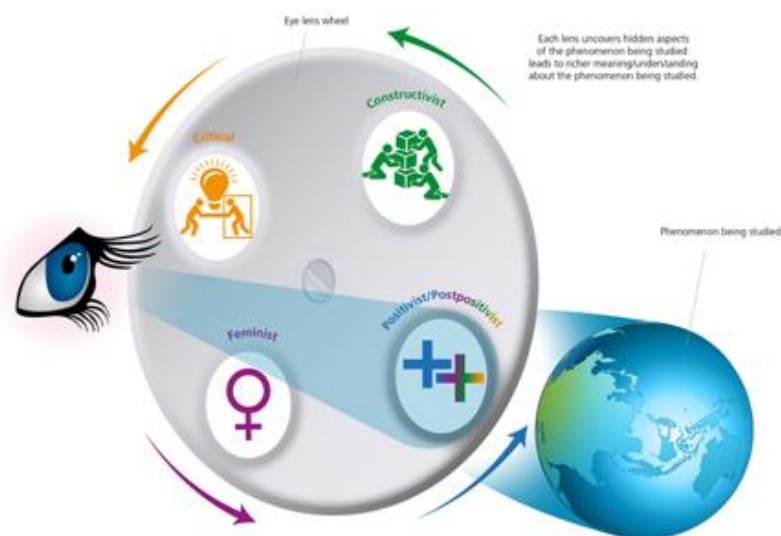 Eye lens wheel
Each lens uncovers hidden aspects
of the phenomenon being studied
leads to richer meaning/understanding
about the phenomenon being studied.
Constructivist
Critical
Phenomenon being studied
Positivist/Postpositivist
Feminist